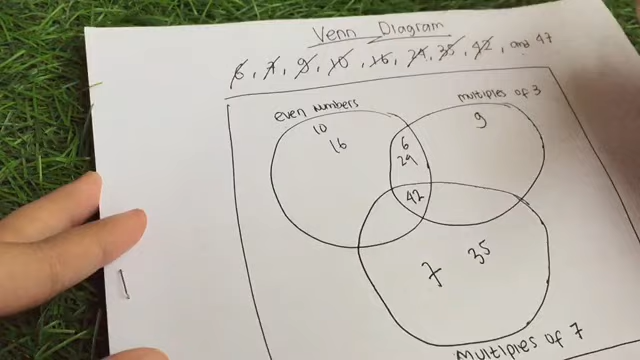 Venn Diagram
6, 7, 9, 10, 16, 24, 35, 42, and 47
even numbers
multiples of 3
10
9
16
6
24
42
7 35
Multiples of 7